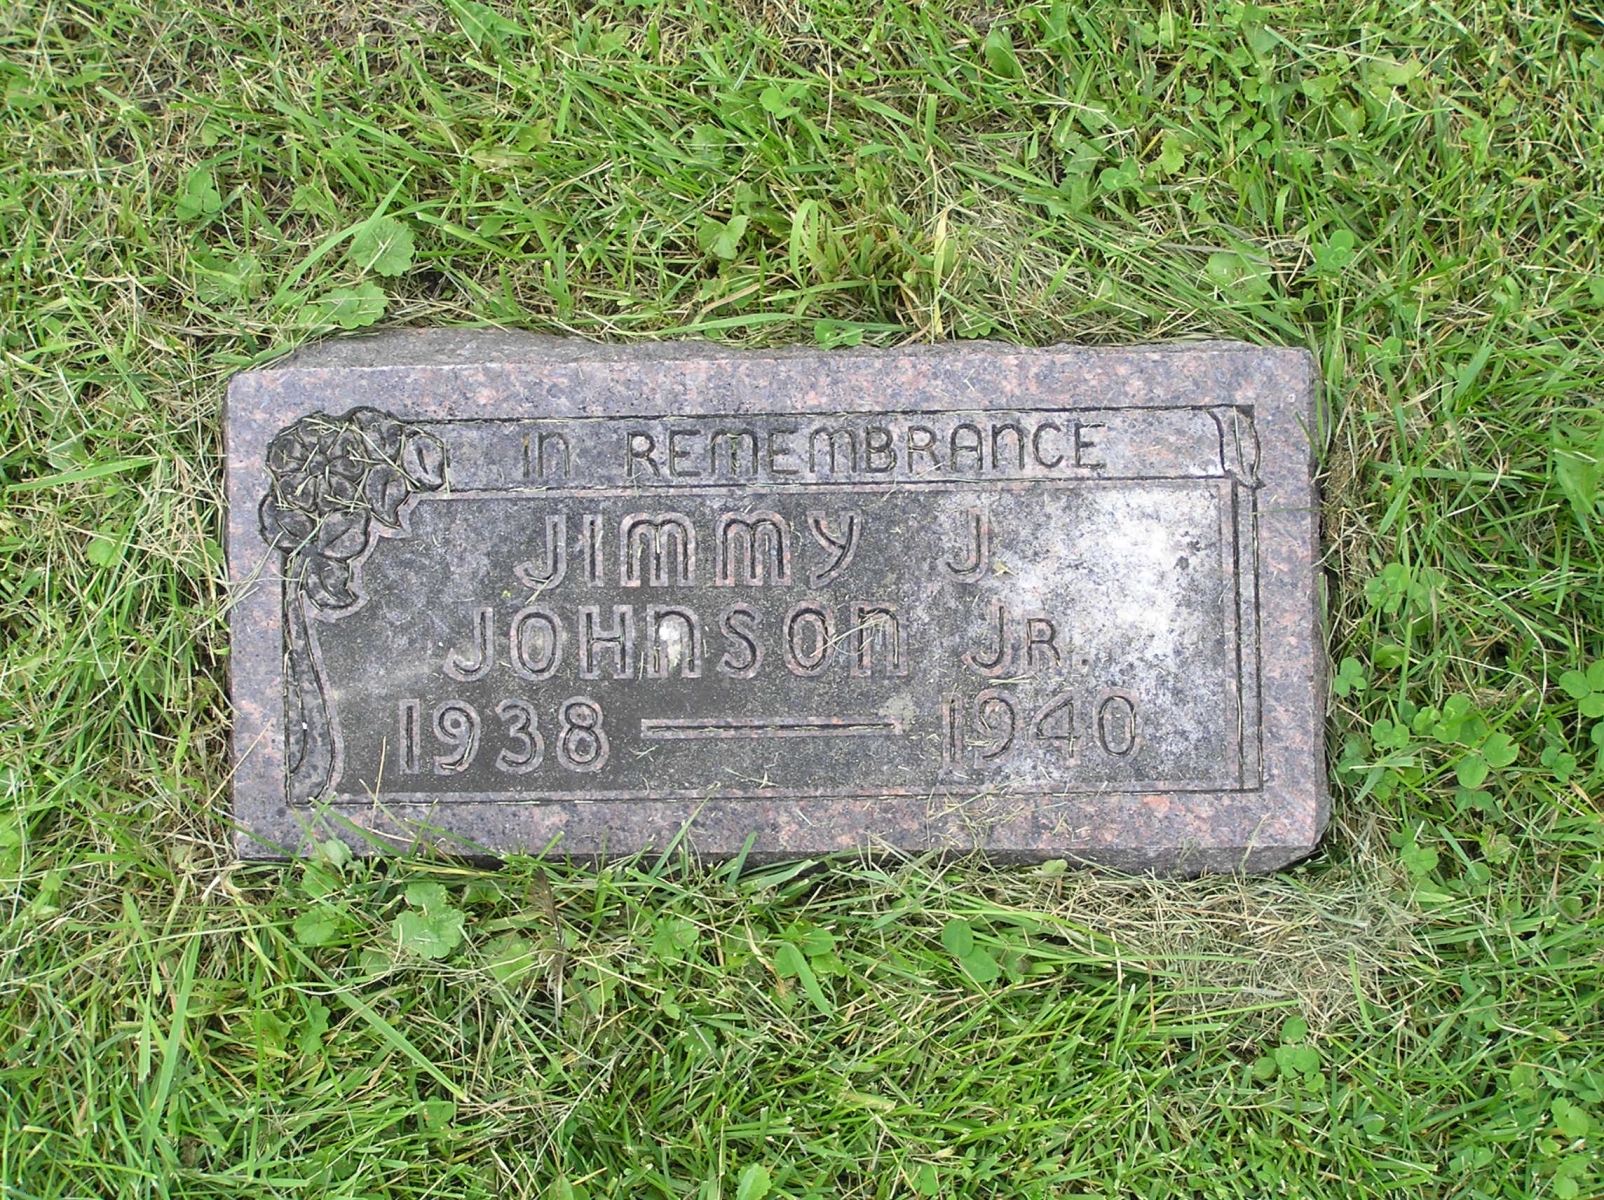 IN REMEMBRANCE
JIMMY J.
JOHNSON JR.
1938 — 1940